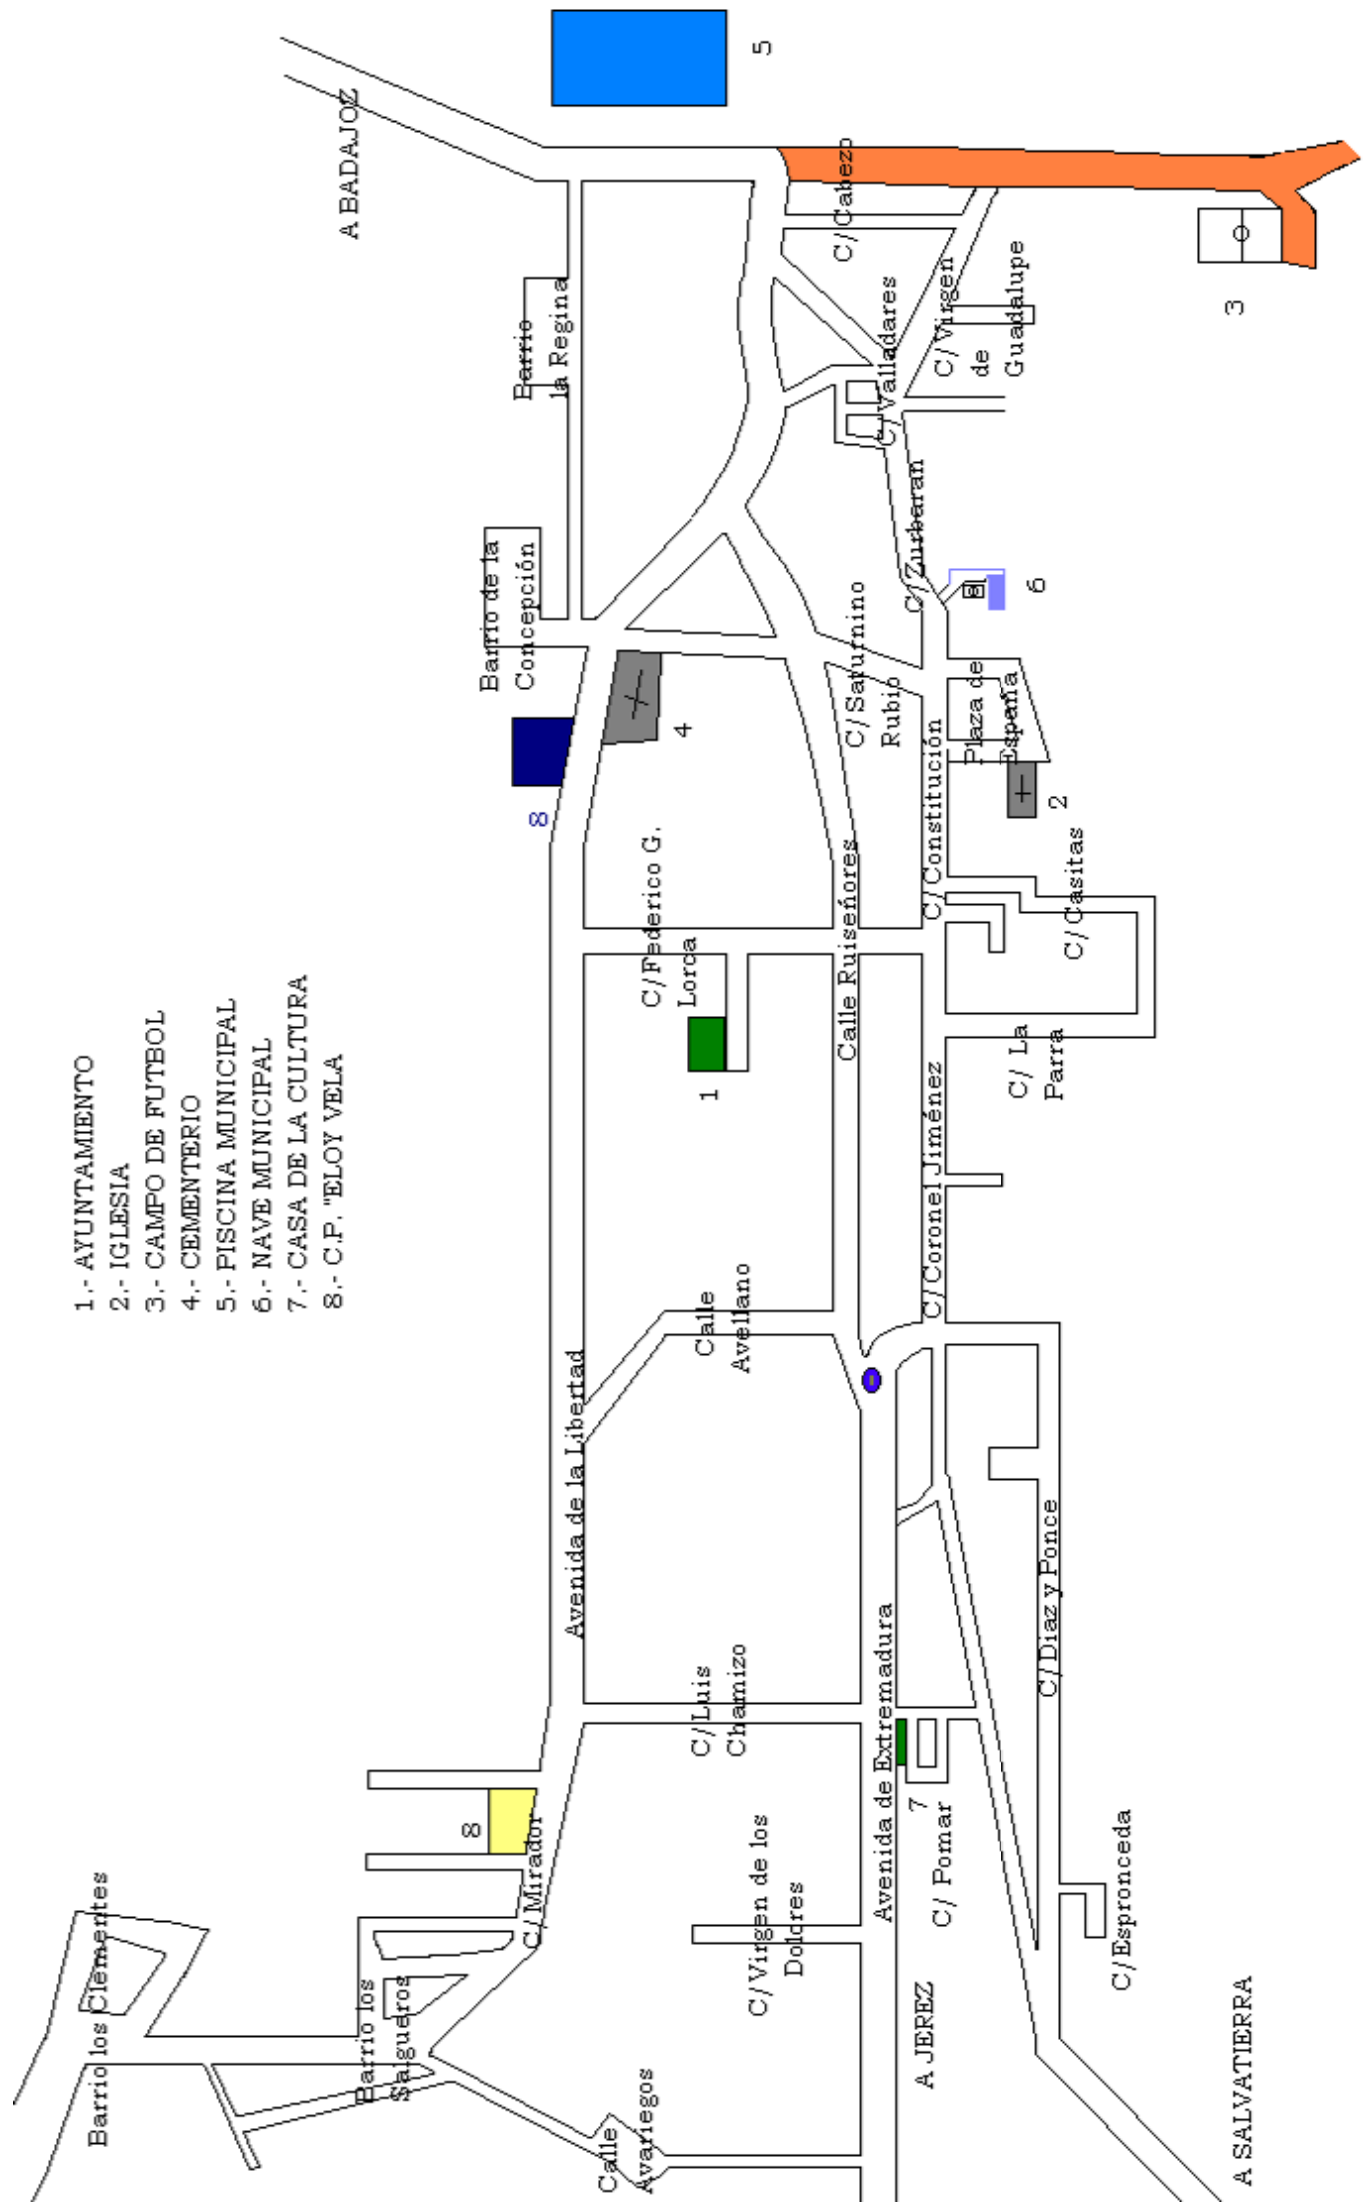 1.- AYUNTAMIENTO
2.- IGLESIA
3.- CAMPO DE FUTBOL
4.- CEMENTERIO
5.- PISCINA MUNICIPAL
6.- NAVE MUNICIPAL
7.- CASA DE LA CULTURA
8.- C.P. "ELOY VELA
Barrio los Clementes
Barrio los
Salgueros
C/Mirador
8
Calle
Avariegos
C/Virgen de los
Dolores
C/Luis
Chamizo
Avenida de la Libertad
Calle
Avellano
1
C/Federico G.
Lorca
8
4
Barrio de la
Concepción
Barrio
la Regina
A BADAJOZ
5
A JEREZ
Avenida de Extremadura
7
C/ Pomar
Calle Ruiseñores
C/Saturnino
Rubio
C/Cabezo
C/Valladares
C/Zurbaran
C/Virgen
de
Guadalupe
3
C/Coronel Jiménez
C/ Constitución
Plaza de
España
2
6
C/Casitas
C/ La
Parra
C/Diaz y Ponce
C/Espronceda
A SALVATIERRA